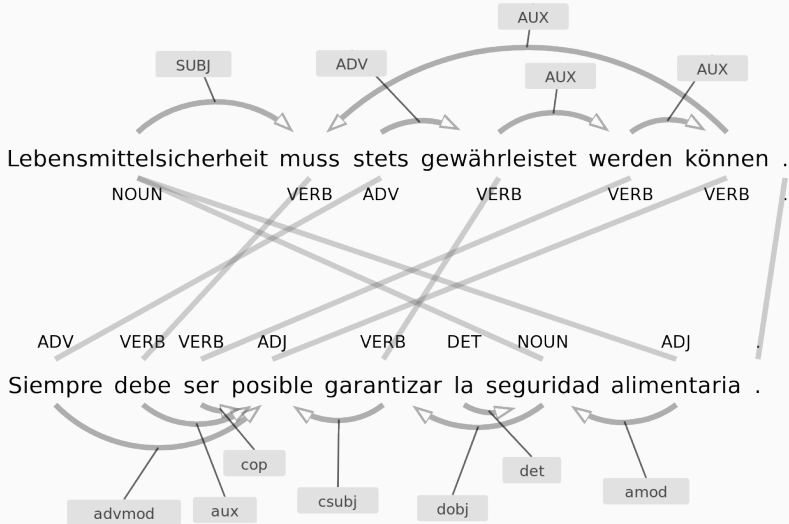 AUX
SUBJ ADV AUX AUX
Lebensmittelsicherheit muss stets gewährleistet werden können .
NOUN VERB ADV VERB VERB VERB .
ADV VERB VERB ADJ VERB DET NOUN ADJ .
Siempre debe ser posible garantizar la seguridad alimentaria .
cop det
advmod aux csubj dobj amod